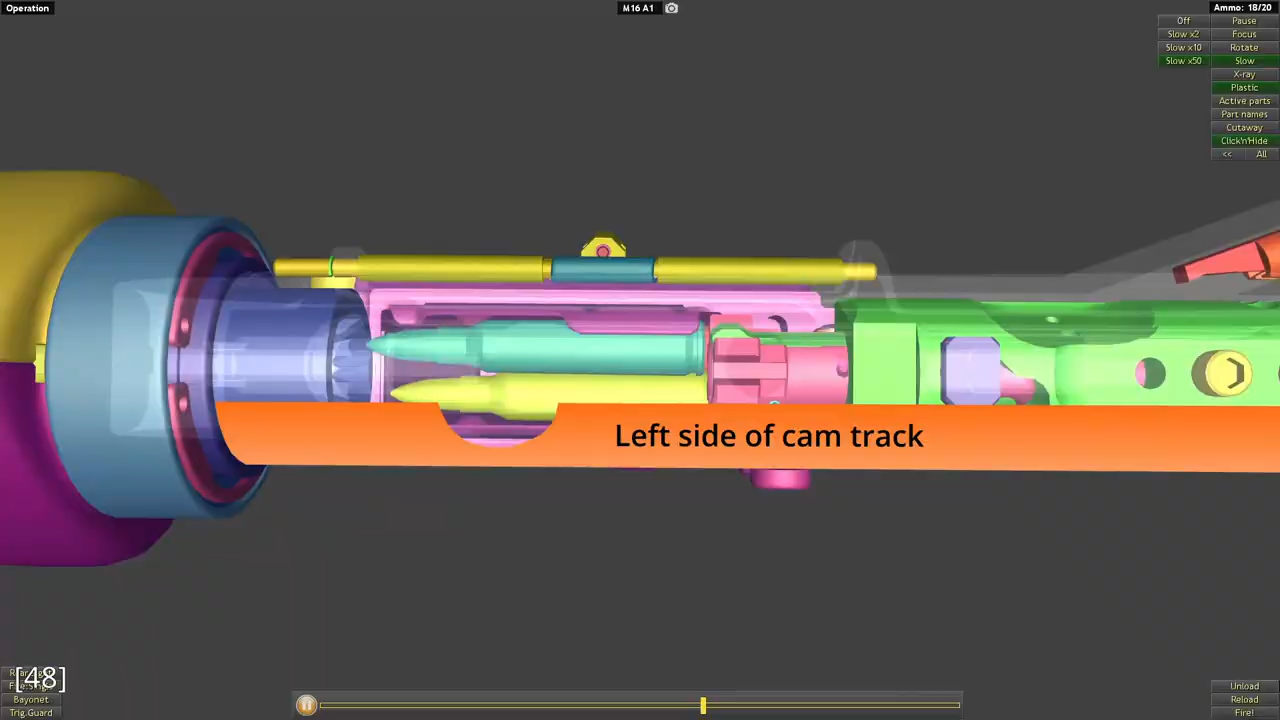 Operation
M16 A1
Ammo: 18/20
Off
Pause
Slow x2
Focus
Slow x10
Rotate
Slow x50
Slow
X-ray
Plastic
Active parts
Part names
Cutaway
Click'n'Hide
<< All
Left side of cam track
[48]
Bayonet
Trig.Guard
Unload
Reload
Fire!